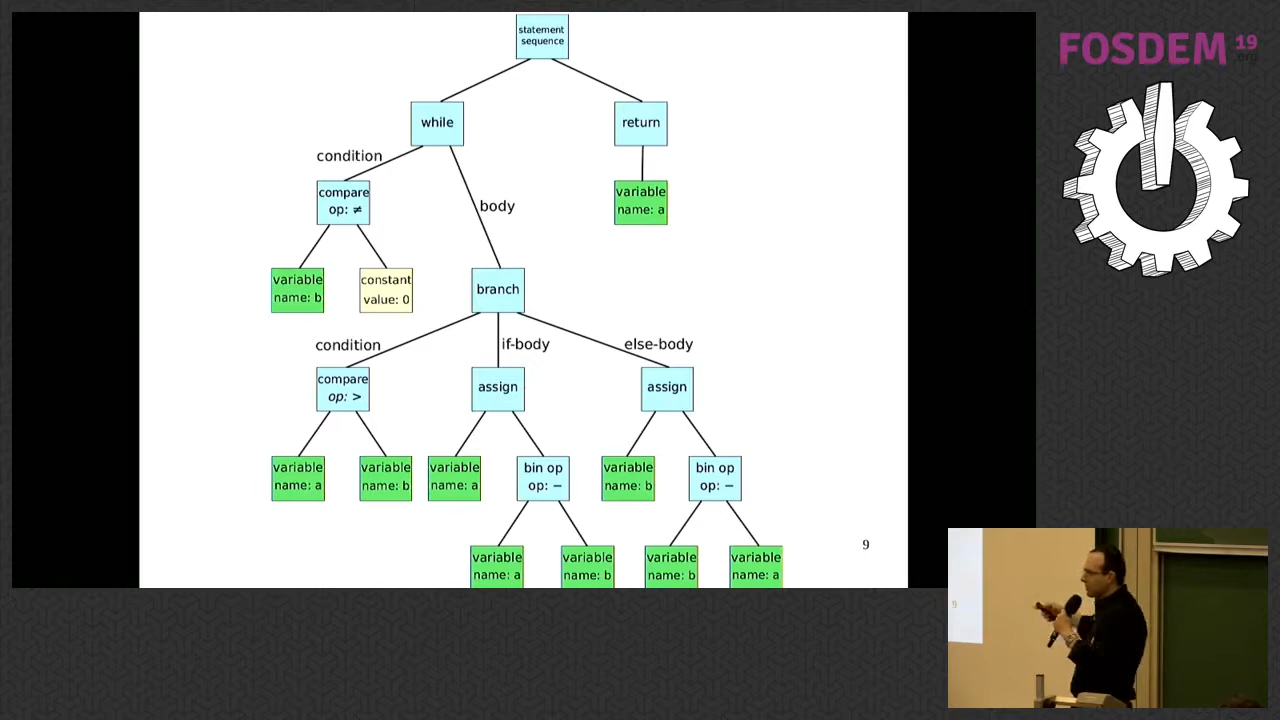 statement
sequence
while
return
condition
compare
op: ≠
body
variable
name: a
variable
name: b
constant
value: 0
branch
condition
if-body
else-body
compare
op: >
assign
assign
variable
name: a
variable
name: b
variable
name: a
bin op
op: −
variable
name: b
bin op
op: −
variable
name: a
variable
name: b
variable
name: b
variable
name: a
9
FOSDEM 19
.org
9